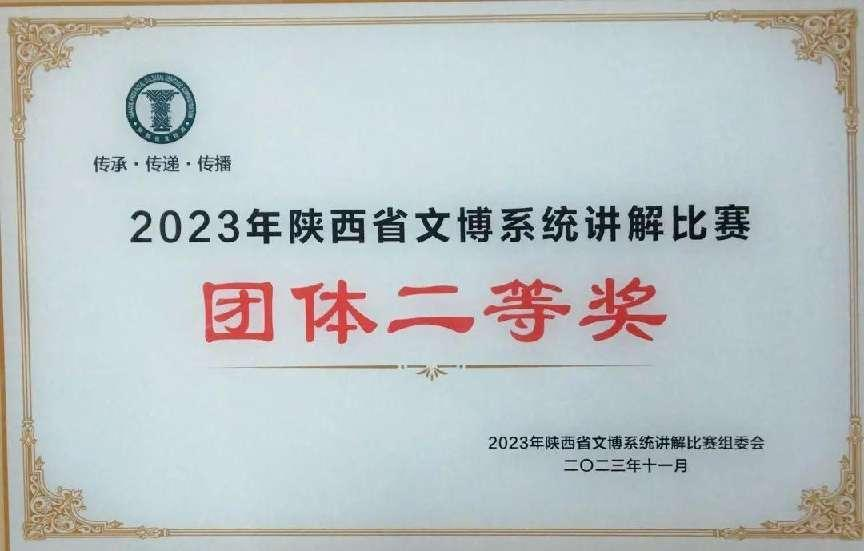 传承·传递·传播
2023年陕西省文博系统讲解比赛
团体二等奖
2023年陕西省文博系统讲解比赛组委会
二〇二三年十一月